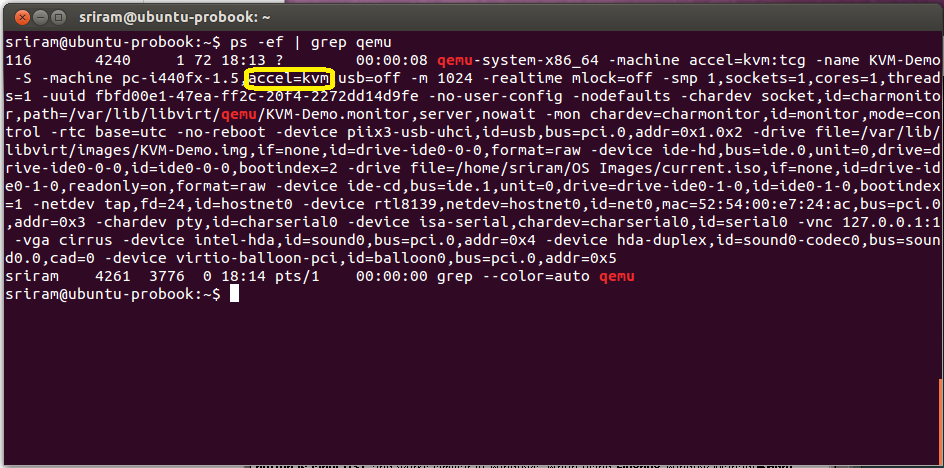 sriram@ubuntu-probook: ~
sriram@ubuntu-probook:~$ ps -ef | grep qemu
116      4240     1 72 18:13 ?        00:00:08 qemu-system-x86_64 -machine accel=kvm:tcg -name KVM-Demo
 -S -machine pc-i440fx-1.5,accel=kvm,usb=off -m 1024 -realtime mlock=off -smp 1,sockets=1,cores=1,thread
s=1 -uuid fbfd00e1-47ea-ff2c-20f4-2272dd14d9fe -no-user-config -nodefaults -chardev socket,id=charmonito
r,path=/var/lib/libvirt/qemu/KVM-Demo.monitor,server,nowait -mon chardev=charmonitor,id=monitor,mode=con
trol -rtc base=utc -no-reboot -device piix3-usb-uhci,id=usb,bus=pci.0,addr=0x1.0x2 -drive file=/var/lib/
libvirt/images/KVM-Demo.img,if=none,id=drive-ide0-0-0,format=raw -device ide-hd,bus=ide.0,unit=0,drive=d
rive-ide0-0-0,id=ide0-0-0,bootindex=2 -drive file=/home/sriram/OS Images/current.iso,if=none,id=drive-id
e0-1-0,readonly=on,format=raw -device ide-cd,bus=ide.1,unit=0,drive=drive-ide0-1-0,id=ide0-1-0,bootindex
=1 -netdev tap,fd=24,id=hostnet0 -device rtl8139,netdev=hostnet0,id=net0,mac=52:54:00:e7:24:ac,bus=pci.0
,addr=0x3 -chardev pty,id=charserial0 -device isa-serial,chardev=charserial0,id=serial0 -vnc 127.0.0.1:1
 -vga cirrus -device intel-hda,id=sound0,bus=pci.0,addr=0x4 -device hda-duplex,id=sound0-codec0,bus=soun
d0.0,cad=0 -device virtio-balloon-pci,id=balloon0,bus=pci.0,addr=0x5
sriram    4261  3776  0 18:14 pts/1    00:00:00 grep --color=auto qemu
sriram@ubuntu-probook:~$